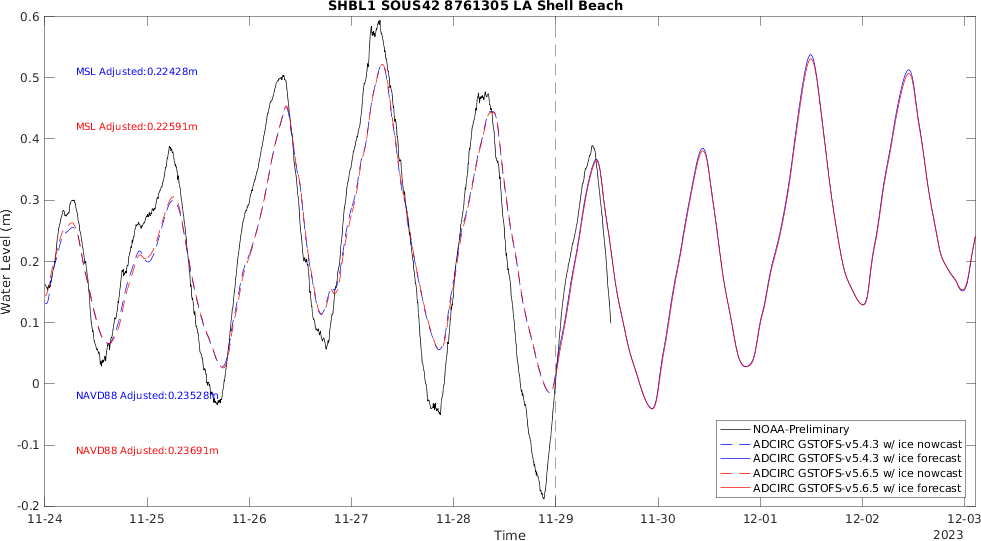 SHBL1 SOUS42 8761305 LA Shell Beach
0.6
0.5
0.4
0.3
0.2
0.1
0
-0.1
-0.2
Water Level (m)
MSL Adjusted:0.22428m
MSL Adjusted:0.22591m
NAVD88 Adjusted:0.23528m
NAVD88 Adjusted:0.23691m
NOAA-Preliminary
ADCIRC GSTOFS-v5.4.3 w/ ice nowcast
ADCIRC GSTOFS-v5.4.3 w/ ice forecast
ADCIRC GSTOFS-v5.6.5 w/ ice nowcast
ADCIRC GSTOFS-v5.6.5 w/ ice forecast
11-24 11-25 11-26 11-27 11-28 11-29 11-30 12-01 12-02 12-03
Time
2023